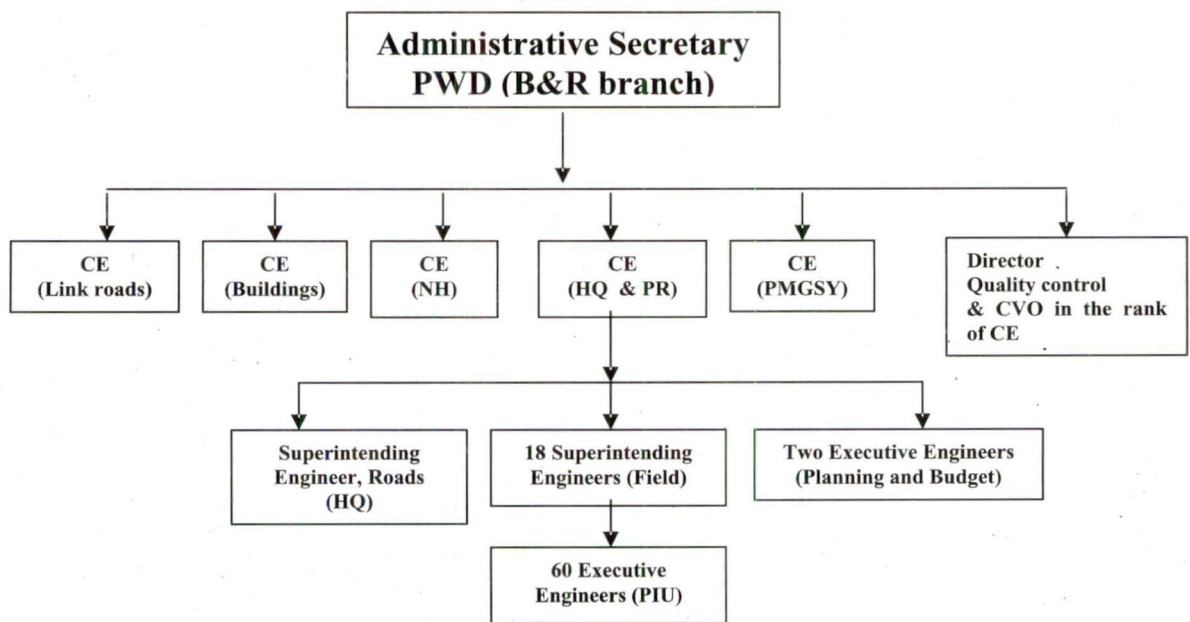 Administrative Secretary
PWD (B&R branch)
CE
(Link roads)
CE
(Buildings)
CE
(NH)
CE
(HQ & PR)
CE
(PMGSY)
Director
Quality control
& CVO in the rank
of CE
Superintending
Engineer, Roads
(HQ)
18 Superintending
Engineers (Field)
Two Executive Engineers
(Planning and Budget)
60 Executive
Engineers (PIU)